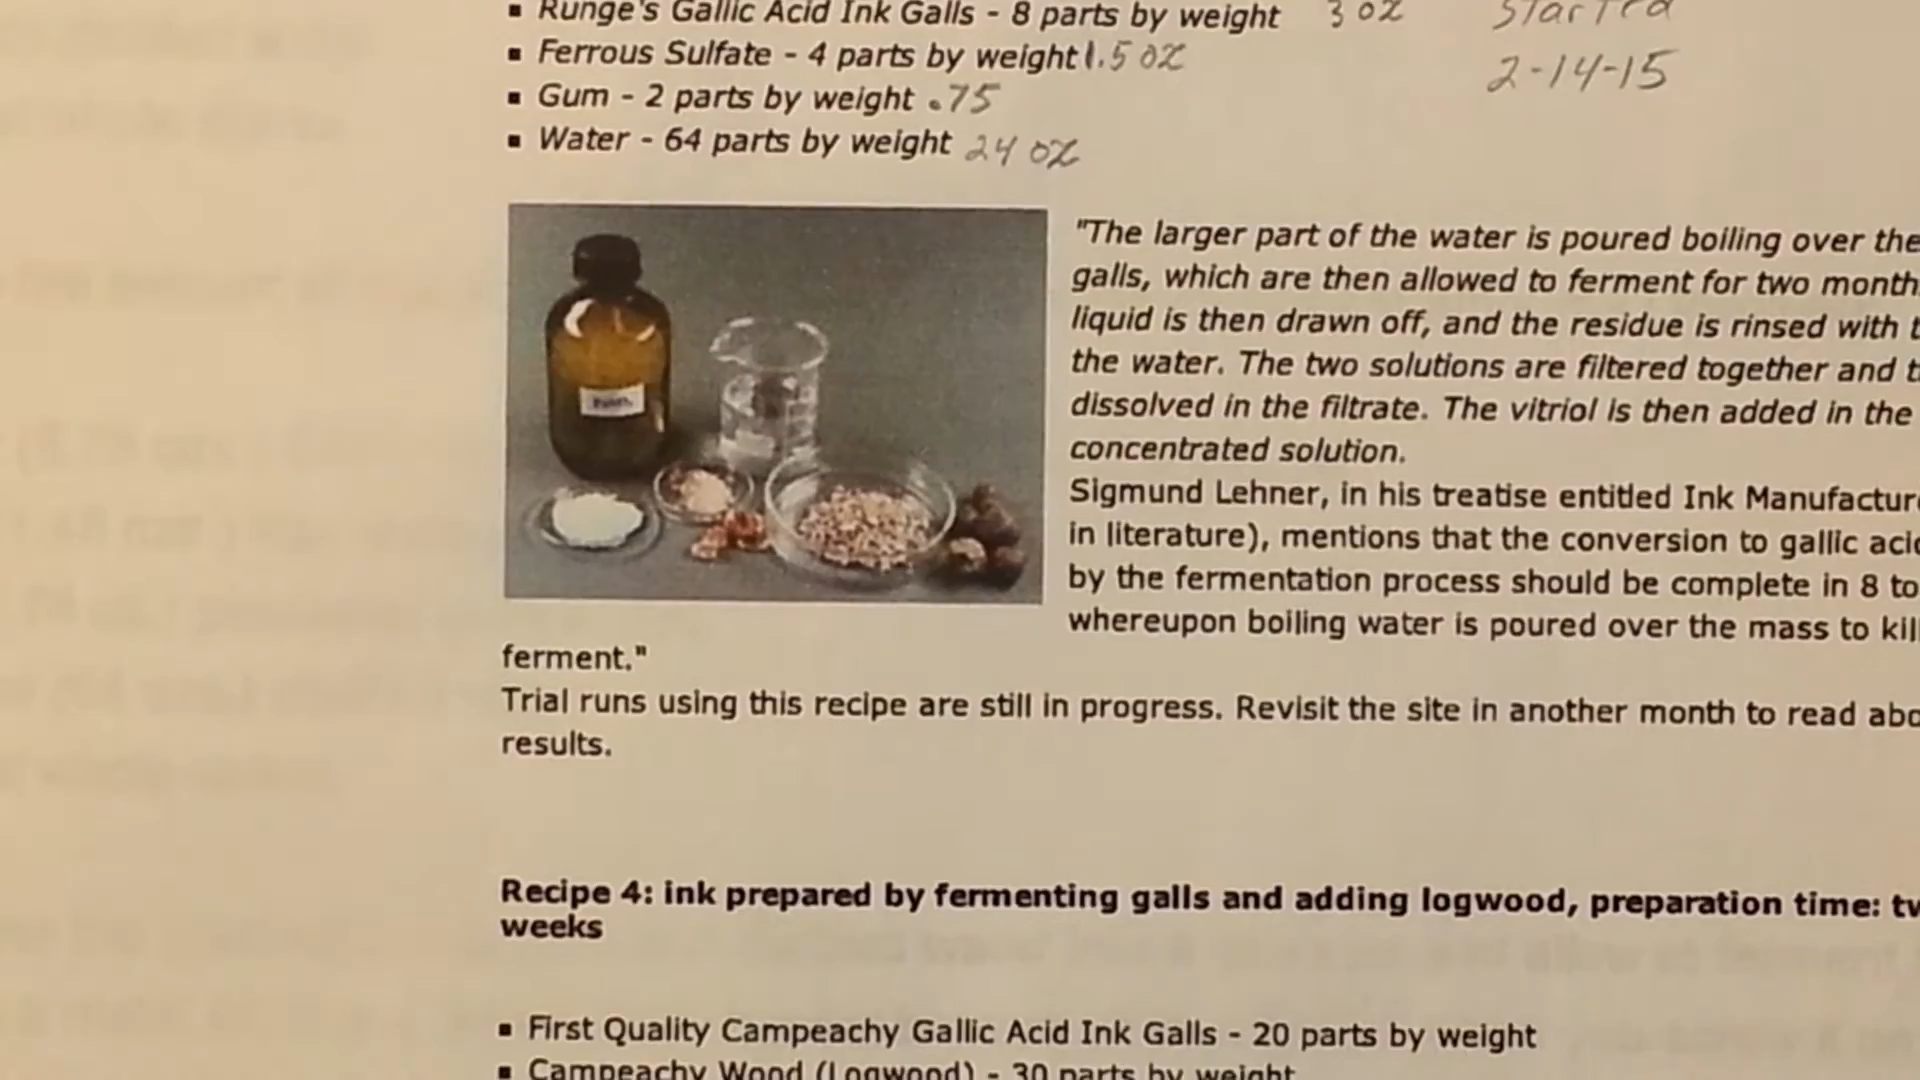 ▪ Runge's Gallic Acid Ink Galls - 8 parts by weight 3 oz Started
▪ Ferrous Sulfate - 4 parts by weight 1.5 oz 2-14-15
▪ Gum - 2 parts by weight .75
▪ Water - 64 parts by weight 24 oz
"The larger part of the water is poured boiling over the
galls, which are then allowed to ferment for two month
liquid is then drawn off, and the residue is rinsed with t
the water. The two solutions are filtered together and t
dissolved in the filtrate. The vitriol is then added in the
concentrated solution.
Sigmund Lehner, in his treatise entitled Ink Manufactur
in literature), mentions that the conversion to gallic aci
by the fermentation process should be complete in 8 to
whereupon boiling water is poured over the mass to kil
ferment."
Trial runs using this recipe are still in progress. Revisit the site in another month to read abo
results.
Recipe 4: ink prepared by fermenting galls and adding logwood, preparation time: tw
weeks
▪ First Quality Campeachy Gallic Acid Ink Galls - 20 parts by weight
▪ Campeachy Wood (Logwood) - 30 parts by weight